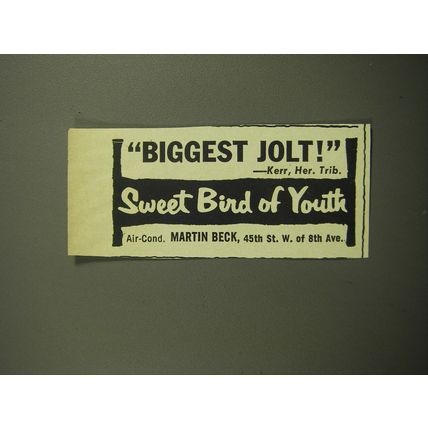 "BIGGEST JOLT!"
—Kerr, Her. Trib.
Sweet Bird of Youth
Air-Cond. MARTIN BECK, 45th St. W. of 8th Ave.